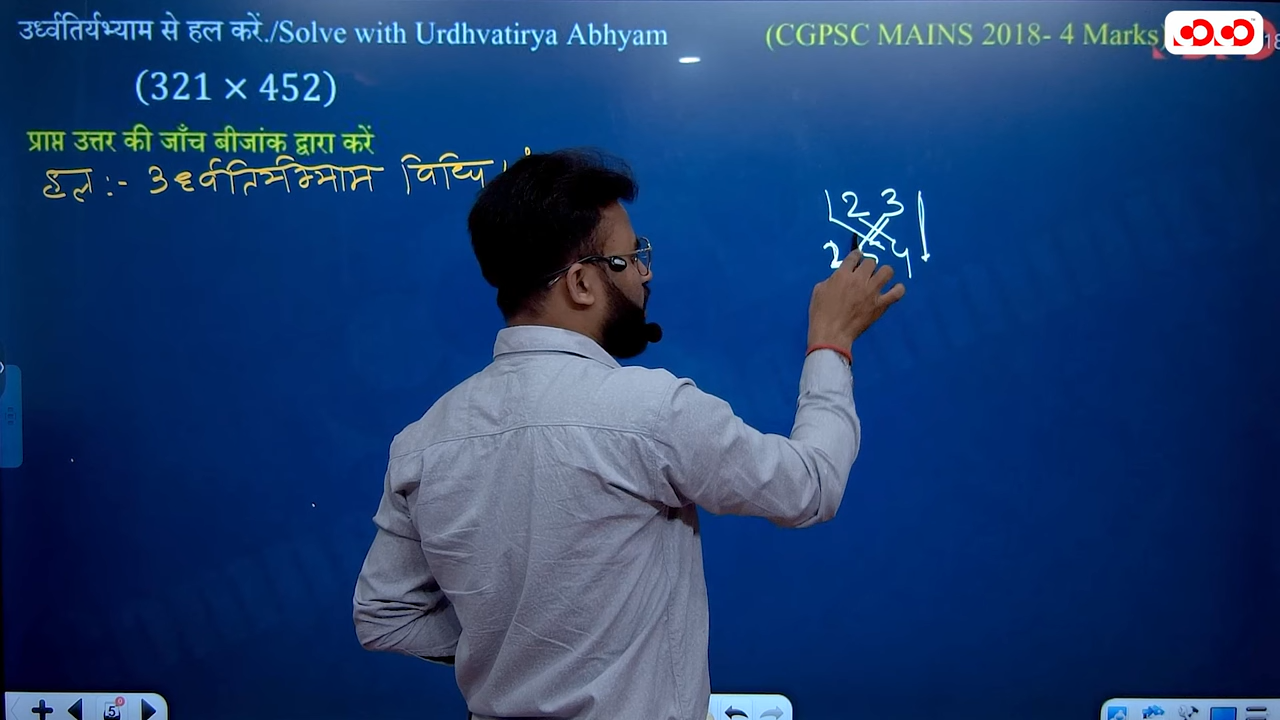 उर्ध्वतिर्यभ्याम से हल करें./Solve with Urdhvatirya Abhyam
(CGPSC MAINS 2018- 4 Marks)
(321 × 452)
प्राप्त उत्तर की जाँच बीजांक द्वारा करें
हल :- उर्ध्वतिर्यभ्याम विधि
1 2 3
2 4
5